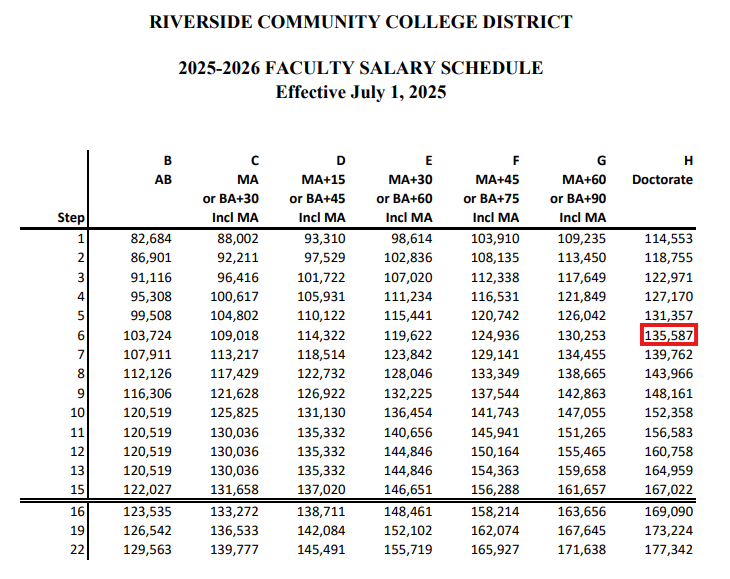 RIVERSIDE COMMUNITY COLLEGE DISTRICT
2025-2026 FACULTY SALARY SCHEDULE
Effective July 1, 2025
B C D E F G H
AB MA MA+15 MA+30 MA+45 MA+60 Doctorate
or BA+30 or BA+45 or BA+60 or BA+75 or BA+90
Step Incl MA Incl MA Incl MA Incl MA Incl MA
1 82,684 88,002 93,310 98,614 103,910 109,235 114,553
2 86,901 92,211 97,529 102,836 108,135 113,450 118,755
3 91,116 96,416 101,722 107,020 112,338 117,649 122,971
4 95,308 100,617 105,931 111,234 116,531 121,849 127,170
5 99,508 104,802 110,122 115,441 120,742 126,042 131,357
6 103,724 109,018 114,322 119,622 124,936 130,253 135,587
7 107,911 113,217 118,514 123,842 129,141 134,455 139,762
8 112,126 117,429 122,732 128,046 133,349 138,665 143,966
9 116,306 121,628 126,922 132,225 137,544 142,863 148,161
10 120,519 125,825 131,130 136,454 141,743 147,055 152,358
11 120,519 130,036 135,332 140,656 145,941 151,265 156,583
12 120,519 130,036 135,332 144,846 150,164 155,465 160,758
13 120,519 130,036 135,332 144,846 154,363 159,658 164,959
15 122,027 131,658 137,020 146,651 156,288 161,657 167,022
16 123,535 133,272 138,711 148,461 158,214 163,656 169,090
19 126,542 136,533 142,084 152,102 162,074 167,645 173,224
22 129,563 139,777 145,491 155,719 165,927 171,638 177,342